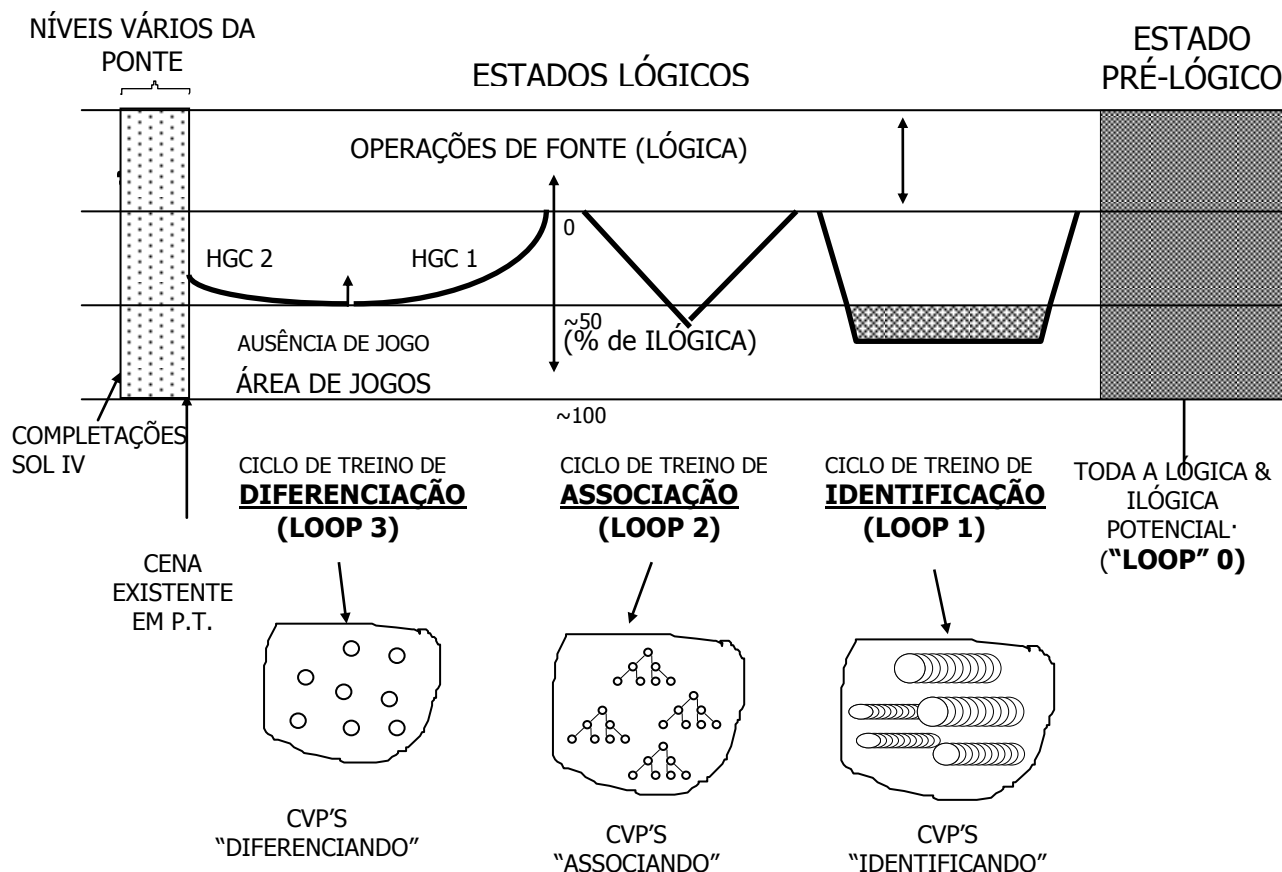 NÍVEIS VÁRIOS DA
PONTE
ESTADOS LÓGICOS
ESTADO
PRÉ-LÓGICO
OPERAÇÕES DE FONTE (LÓGICA)
0
HGC 2
HGC 1
~50
(% de ILÓGICA)
AUSÊNCIA DE JOGO
ÁREA DE JOGOS
~100
COMPLETAÇÕES
SOL IV
CENA
EXISTENTE
EM P.T.
CICLO DE TREINO DE
DIFERENCIAÇÃO
(LOOP 3)
CICLO DE TREINO DE
ASSOCIAÇÃO
(LOOP 2)
CICLO DE TREINO DE
IDENTIFICAÇÃO
(LOOP 1)
TODA A LÓGICA &
ILÓGICA
POTENCIAL·
(“LOOP” 0)
CVP’S
“DIFERENCIANDO”
CVP’S
“ASSOCIANDO”
CVP’S
“IDENTIFICANDO”